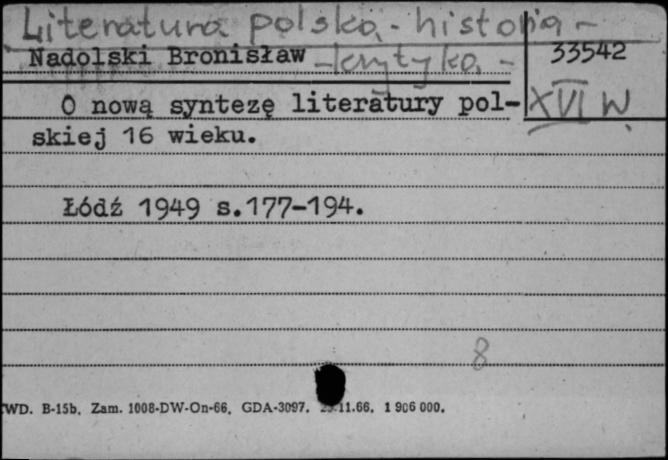 Literatura polska - historia -
Nadolski Bronisław - krytyka - 33542
O nową syntezę literatury pol- XVI w.
skiej 16 wieku.
Łódź 1949 s.177-194.
8
WD. B-15b. Zam. 1008-DW-On-66. GDA-3097. 11.66. 1 906 000.